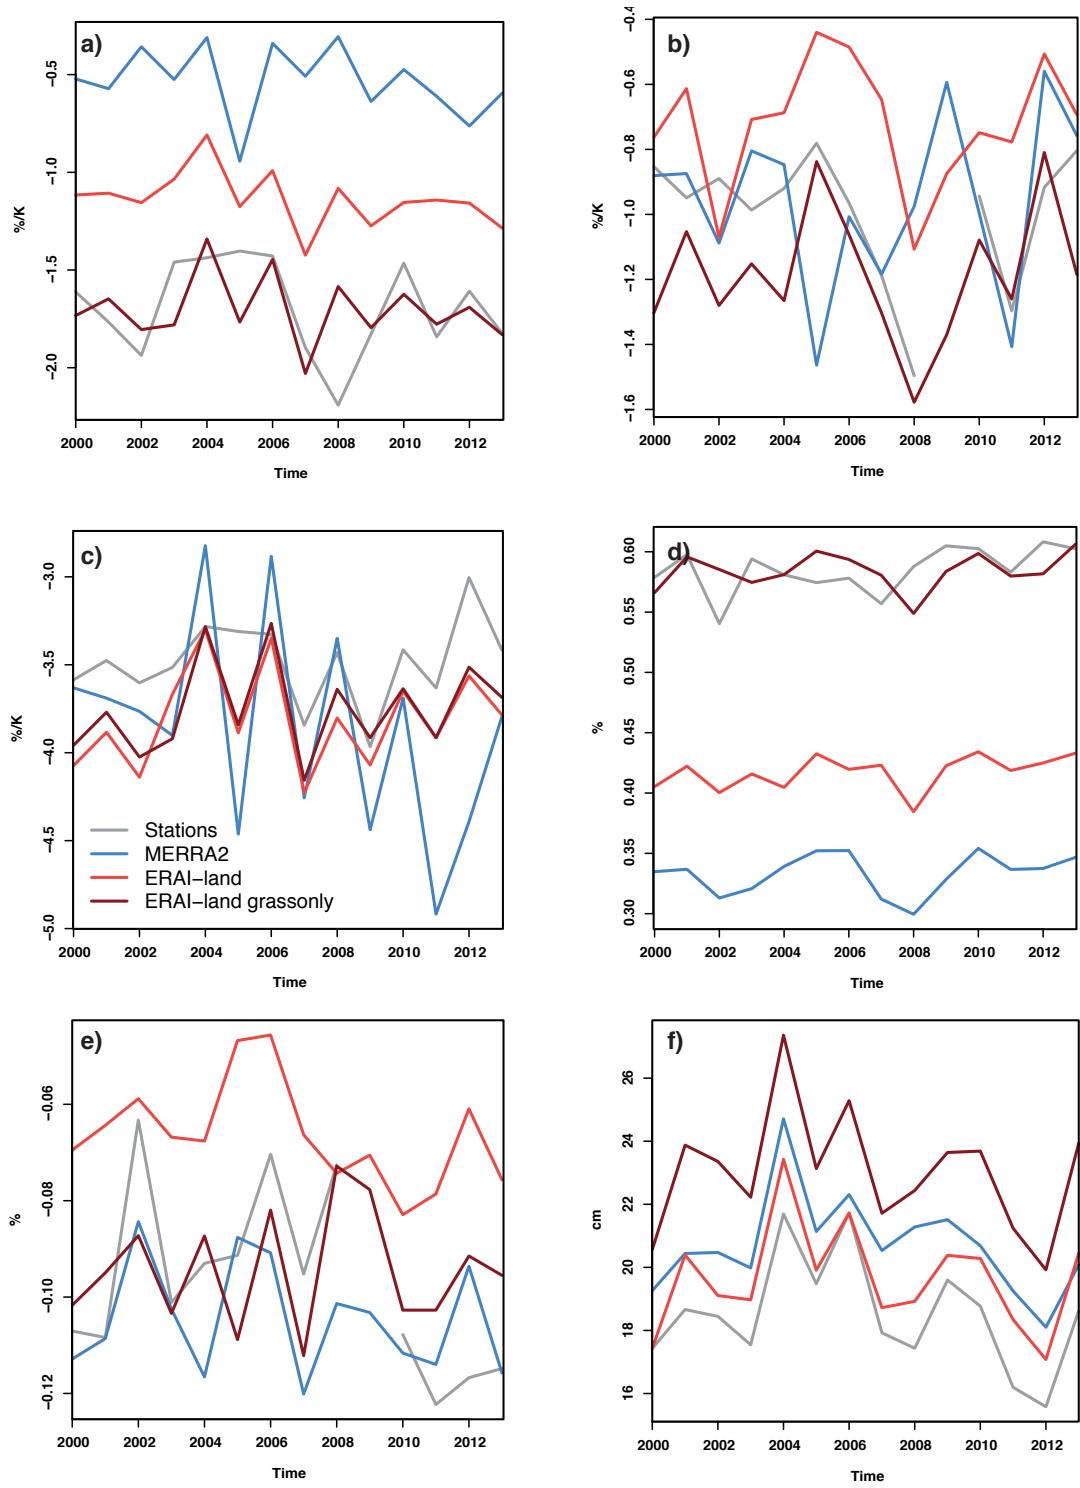 a)
%/K
-0.5
-1.0
-1.5
-2.0
2000 2002 2004 2006 2008 2010 2012
Time
b)
%/K
-0.4
-0.6
-0.8
-1.0
-1.2
-1.4
-1.6
2000 2002 2004 2006 2008 2010 2012
Time
c)
%/K
-3.0
-3.5
-4.0
-4.5
-5.0
Stations
MERRA2
ERAI-land
ERAI-land grassonly
2000 2002 2004 2006 2008 2010 2012
Time
d)
%
0.60
0.55
0.50
0.45
0.40
0.35
0.30
2000 2002 2004 2006 2008 2010 2012
Time
e)
%
-0.06
-0.08
-0.10
-0.12
2000 2002 2004 2006 2008 2010 2012
Time
f)
cm
26
24
22
20
18
16
2000 2002 2004 2006 2008 2010 2012
Time